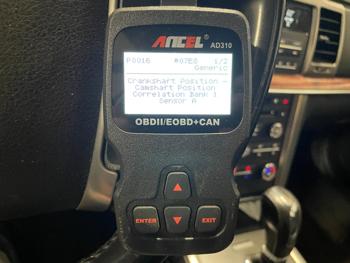 ANCEL
AD310
P0016 $07E8 1/2
Generic
Crankshaft Position -
Camshaft Position
Correlation Bank 1
Sensor A
OBDII/EOBD+CAN
ENTER
EXIT